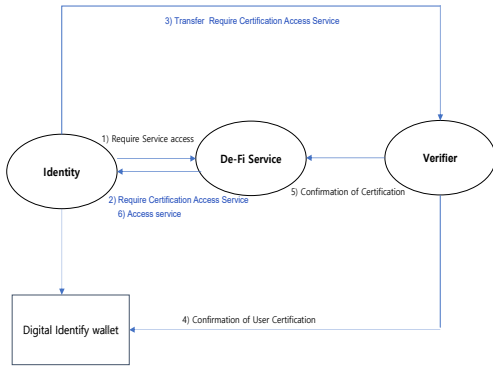 3) Transfer  Require Certification Access Service
1) Require Service access
Identity
De-Fi Service
Verifier
5) Confirmation of Certification
2) Require Certification Access Service
6) Access service
4) Confirmation of User Certification
Digital Identify wallet